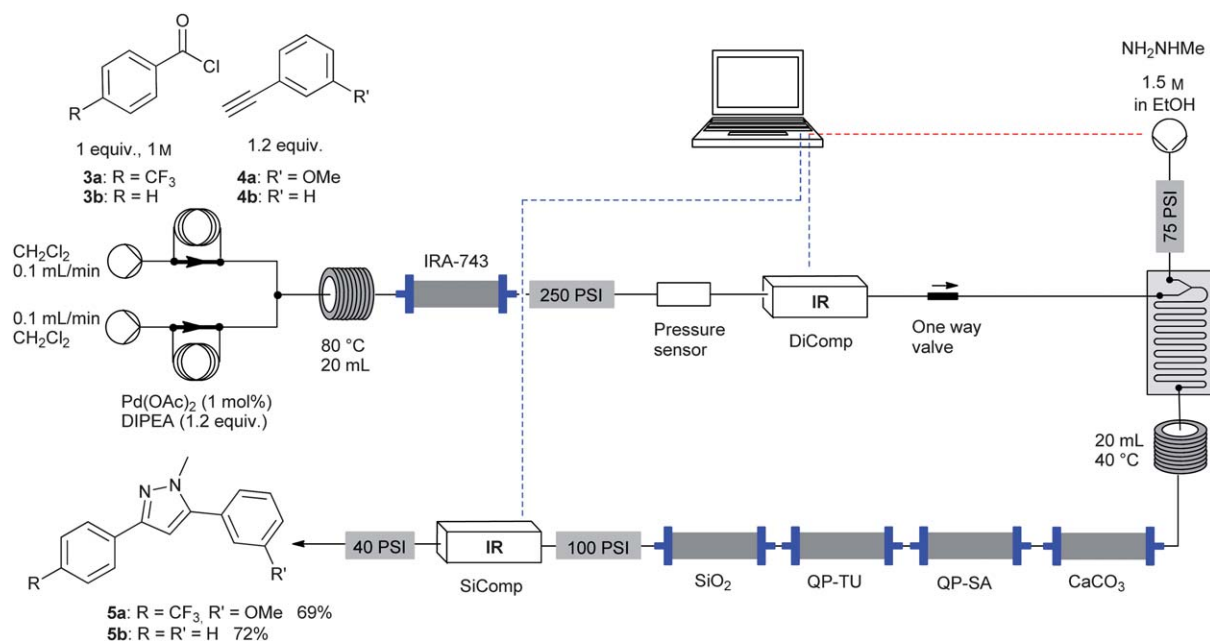 O
Cl
R
R'
1 equiv., 1M
3a: R = CF3
3b: R = H
1.2 equiv.
4a: R' = OMe
4b: R' = H
NH2NHMe
1.5 M
in EtOH
75 PSI
CH2Cl2
0.1 mL/min
0.1 mL/min
CH2Cl2
Pd(OAc)2 (1 mol%)
DIPEA (1.2 equiv.)
80 °C
20 mL
IRA-743
250 PSI
Pressure
sensor
IR
DiComp
One way
valve
20 mL
40 °C
CaCO3
QP-SA
QP-TU
SiO2
100 PSI
IR
SiComp
40 PSI
N
N
R
R'
5a: R = CF3, R' = OMe 69%
5b: R = R' = H 72%